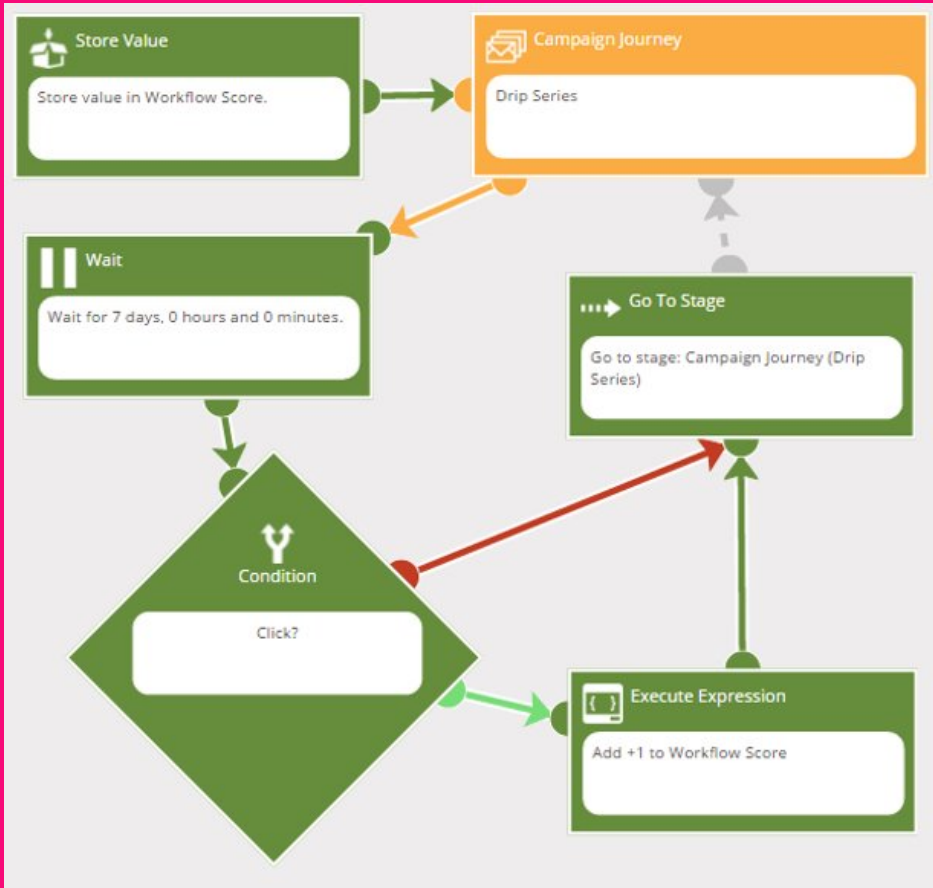 Store Value
Store value in Workflow Score.
Campaign Journey
Drip Series
Wait
Wait for 7 days, 0 hours and 0 minutes.
Go To Stage
Go to stage: Campaign Journey (Drip
Series)
Condition
Click?
{ } Execute Expression
Add +1 to Workflow Score